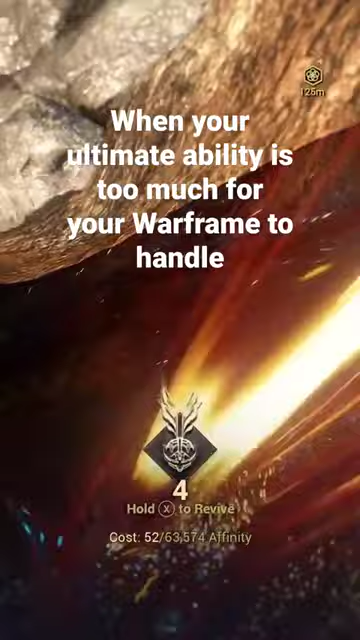 125m
When your
ultimate ability is
too much for
your Warframe to
handle
4
Hold X to Revive
Cost: 52/63,574 Affinity